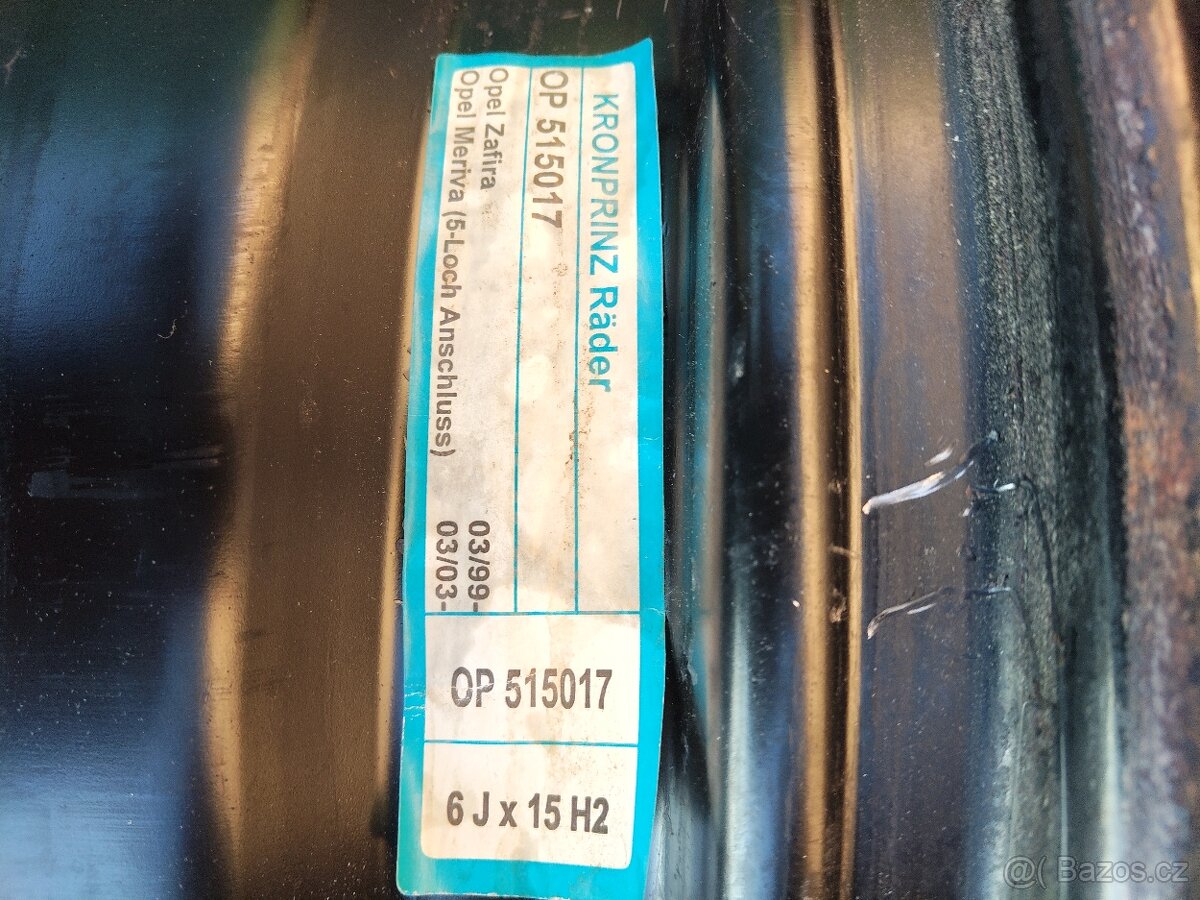 KRONPRINZ Räder
OP 515017
Opel Zafira 03/99-
Opel Meriva (5-Loch Anschluss) 03/03-
OP 515017
6 J x 15 H2
@( Bazos.cz